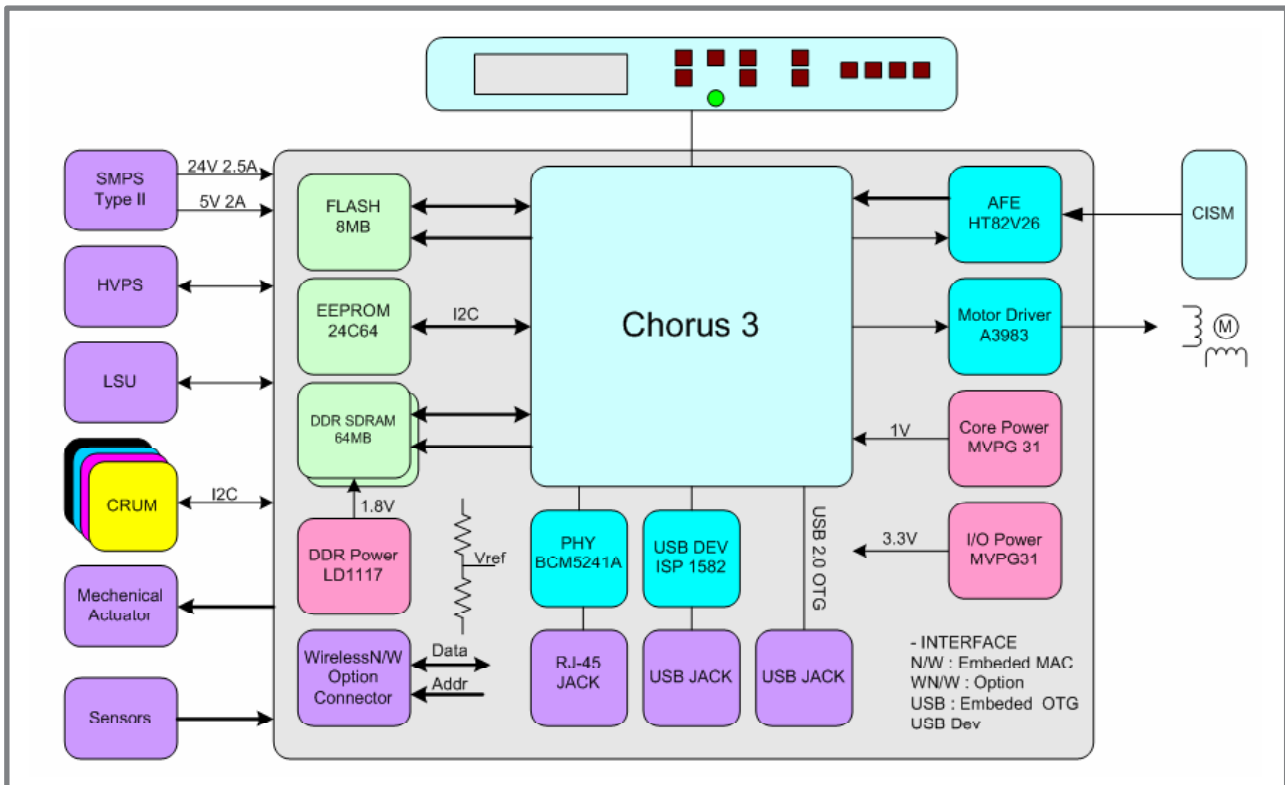 SMPS
Type II
24V 2.5A
5V 2A
HVPS
LSU
CRUM
I2C
Mechenical
Actuator
Sensors
FLASH
8MB
EEPROM
24C64
I2C
DDR SDRAM
64MB
1.8V
DDR Power
LD1117
Vref
WirelessN/W
Option
Connector
Data
Addr
Chorus 3
PHY
BCM5241A
USB DEV
ISP 1582
USB 2.0 OTG
RJ-45
JACK
USB JACK
USB JACK
AFE
HT82V26
CISM
Motor Driver
A3983
M
Core Power
MVPG 31
1V
I/O Power
MVPG31
3.3V
- INTERFACE
N/W : Embeded MAC
WN/W : Option
USB : Embeded OTG
USB Dev